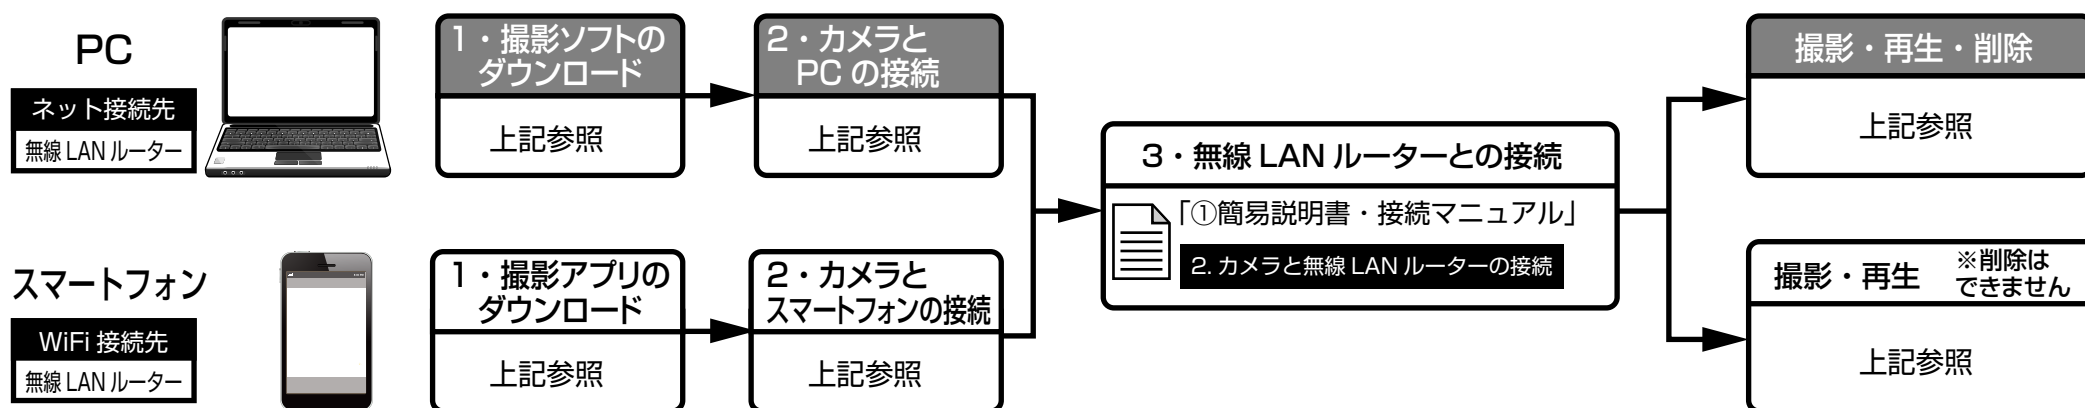 PC
ネット接続先
無線 LAN ルーター
1・撮影ソフトの
ダウンロード
上記参照
2・カメラと
PC の接続
上記参照
スマートフォン
WiFi 接続先
無線 LAN ルーター
1・撮影アプリの
ダウンロード
上記参照
2・カメラと
スマートフォンの接続
上記参照
3・無線 LAN ルーターとの接続
「①簡易説明書・接続マニュアル」
2. カメラと無線 LAN ルーターの接続
撮影・再生・削除
上記参照
撮影・再生
※削除は
できません
上記参照